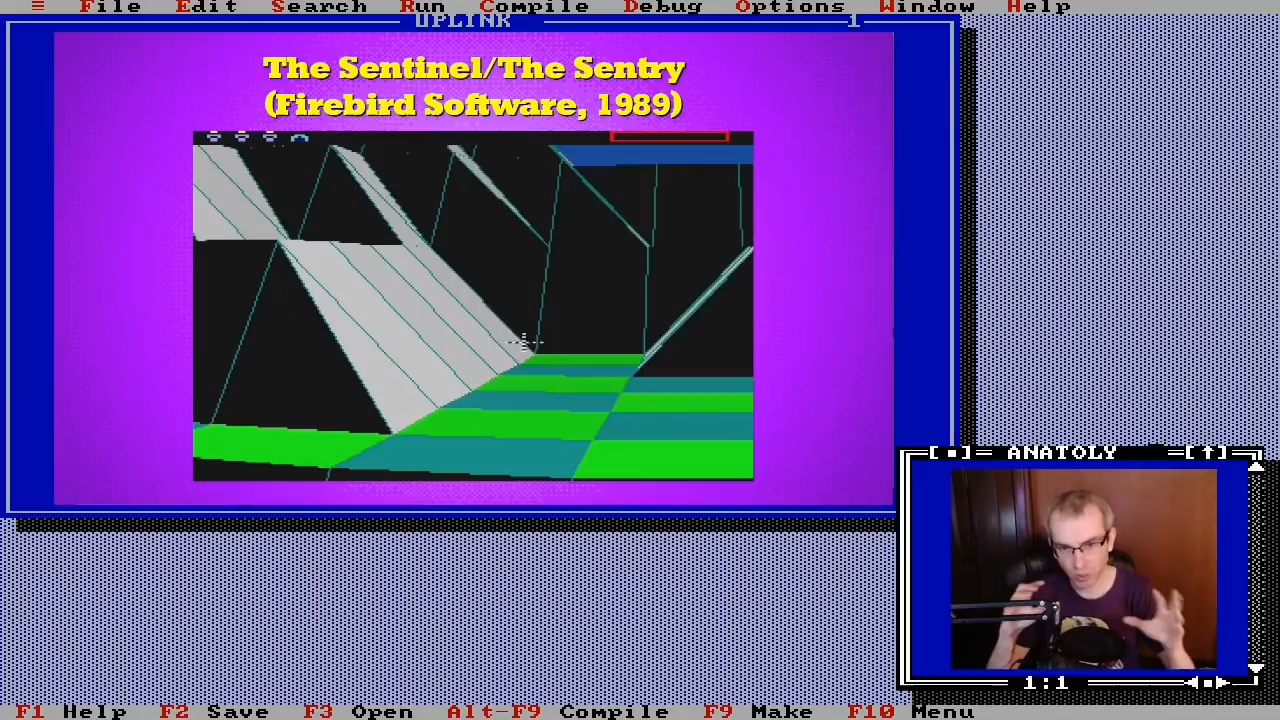 ≡ File Edit Search Run Compile Debug Options Window Help
UPLINK 1
The Sentinel/The Sentry
(Firebird Software, 1989)
[■] ANATOLY [↑]
1:1
F1 Help F2 Save F3 Open Alt-F9 Compile F9 Make F10 Menu